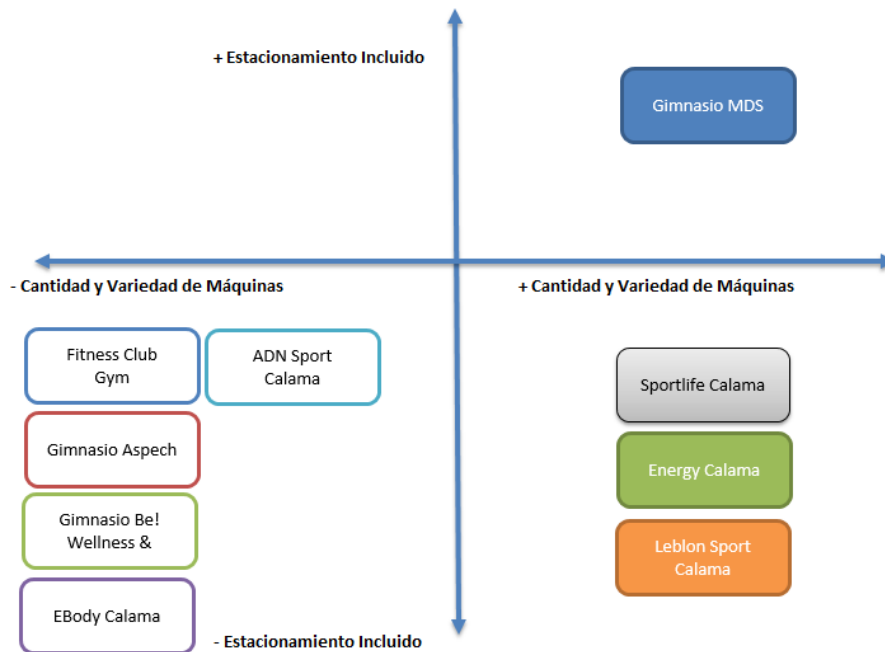 + Estacionamiento Incluido
Gimnasio MDS
- Cantidad y Variedad de Máquinas
+ Cantidad y Variedad de Máquinas
Fitness Club
Gym
ADN Sport
Calama
Gimnasio Aspech
Gimnasio Be!
Wellness &
EBody Calama
Sportlife Calama
Energy Calama
Leblon Sport
Calama
- Estacionamiento Incluido